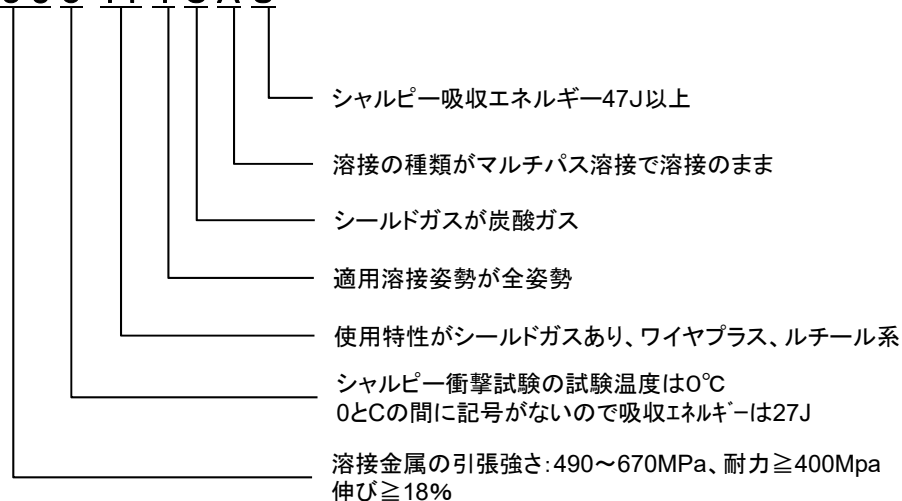 シャルピー吸収エネルギー47J以上
溶接の種類がマルチパス溶接で溶接のまま
シールドガスが炭酸ガス
適用溶接姿勢が全姿勢
使用特性がシールドガスあり、ワイヤプラス、ルチール系
シャルピー衝撃試験の試験温度は0℃
0とCの間に記号がないので吸収ｴﾈﾙｷﾞｰは27J
溶接金属の引張強さ:490～670MPa、耐力≧400Mpa
伸び≧18%